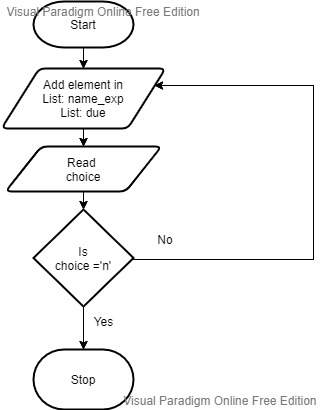 Visual Paradigm Online Free Edition
Start
Add element in
List: name_exp
List: due
Read
choice
Is
choice ='n'
No
Yes
Stop
Visual Paradigm Online Free Edition